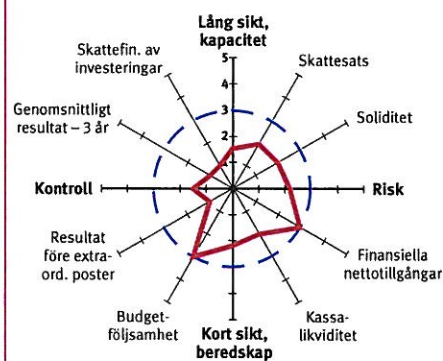 Lång sikt,
kapacitet
Skattefin. av
investeringar
Skattesats
Genomsnittligt
resultat – 3 år
Soliditet
5
4
3
2
1
Kontroll
Risk
Resultat
före extra-
ord. poster
Finansiella
nettotillgångar
Budget-
följsamhet
Kassa-
likviditet
Kort sikt,
beredskap